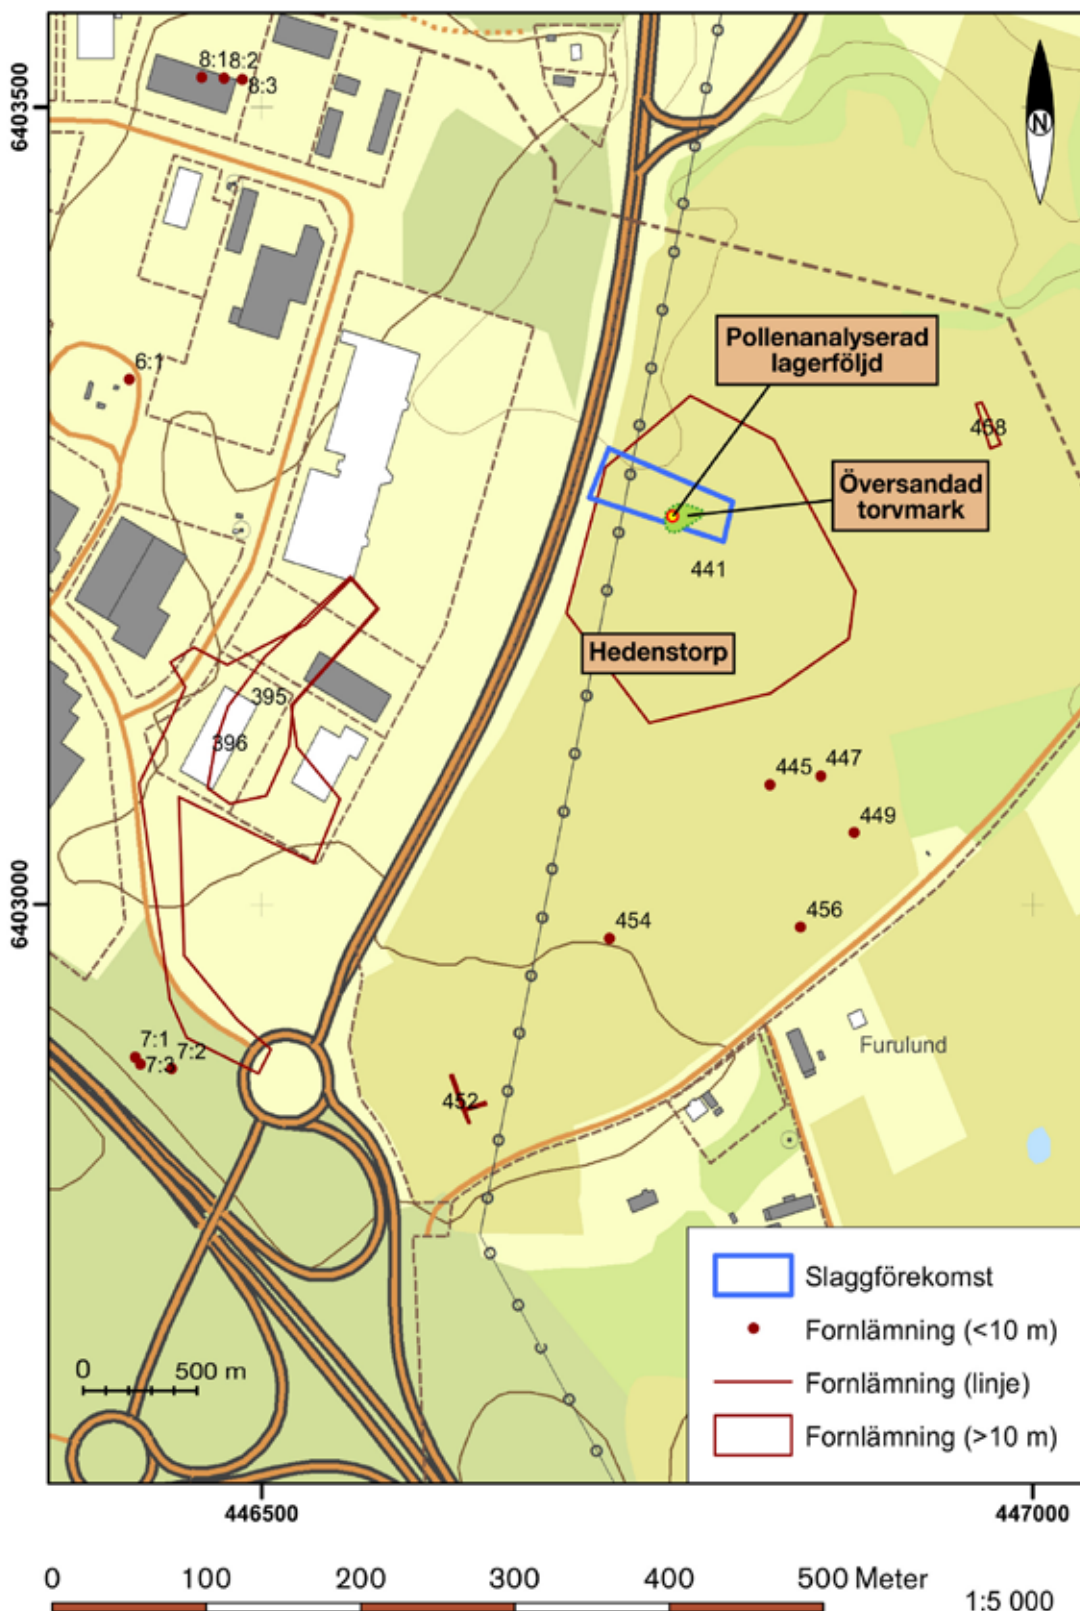 8:1 8:2
8:3
6403500
N
6:1
Pollenanalyserad
lagerföljd
468
Översandad
torvmark
441
Hedenstorp
395
396
445
447
449
454
456
6403000
7:1
7:2
7:3
452
Furulund
0
500 m
Slaggförekomst
Fornlämning (<10 m)
Fornlämning (linje)
Fornlämning (>10 m)
446500
447000
0 100 200 300 400 500 Meter
1:5 000